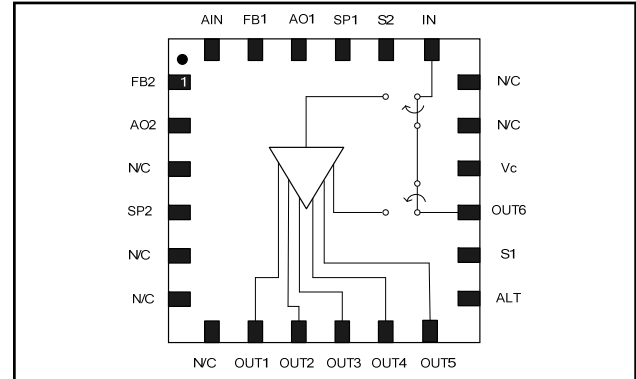 AIN FB1 AO1 SP1 S2 IN
FB2 1 N/C
AO2 N/C
N/C Vc
SP2 OUT6
N/C S1
N/C ALT
N/C OUT1 OUT2 OUT3 OUT4 OUT5